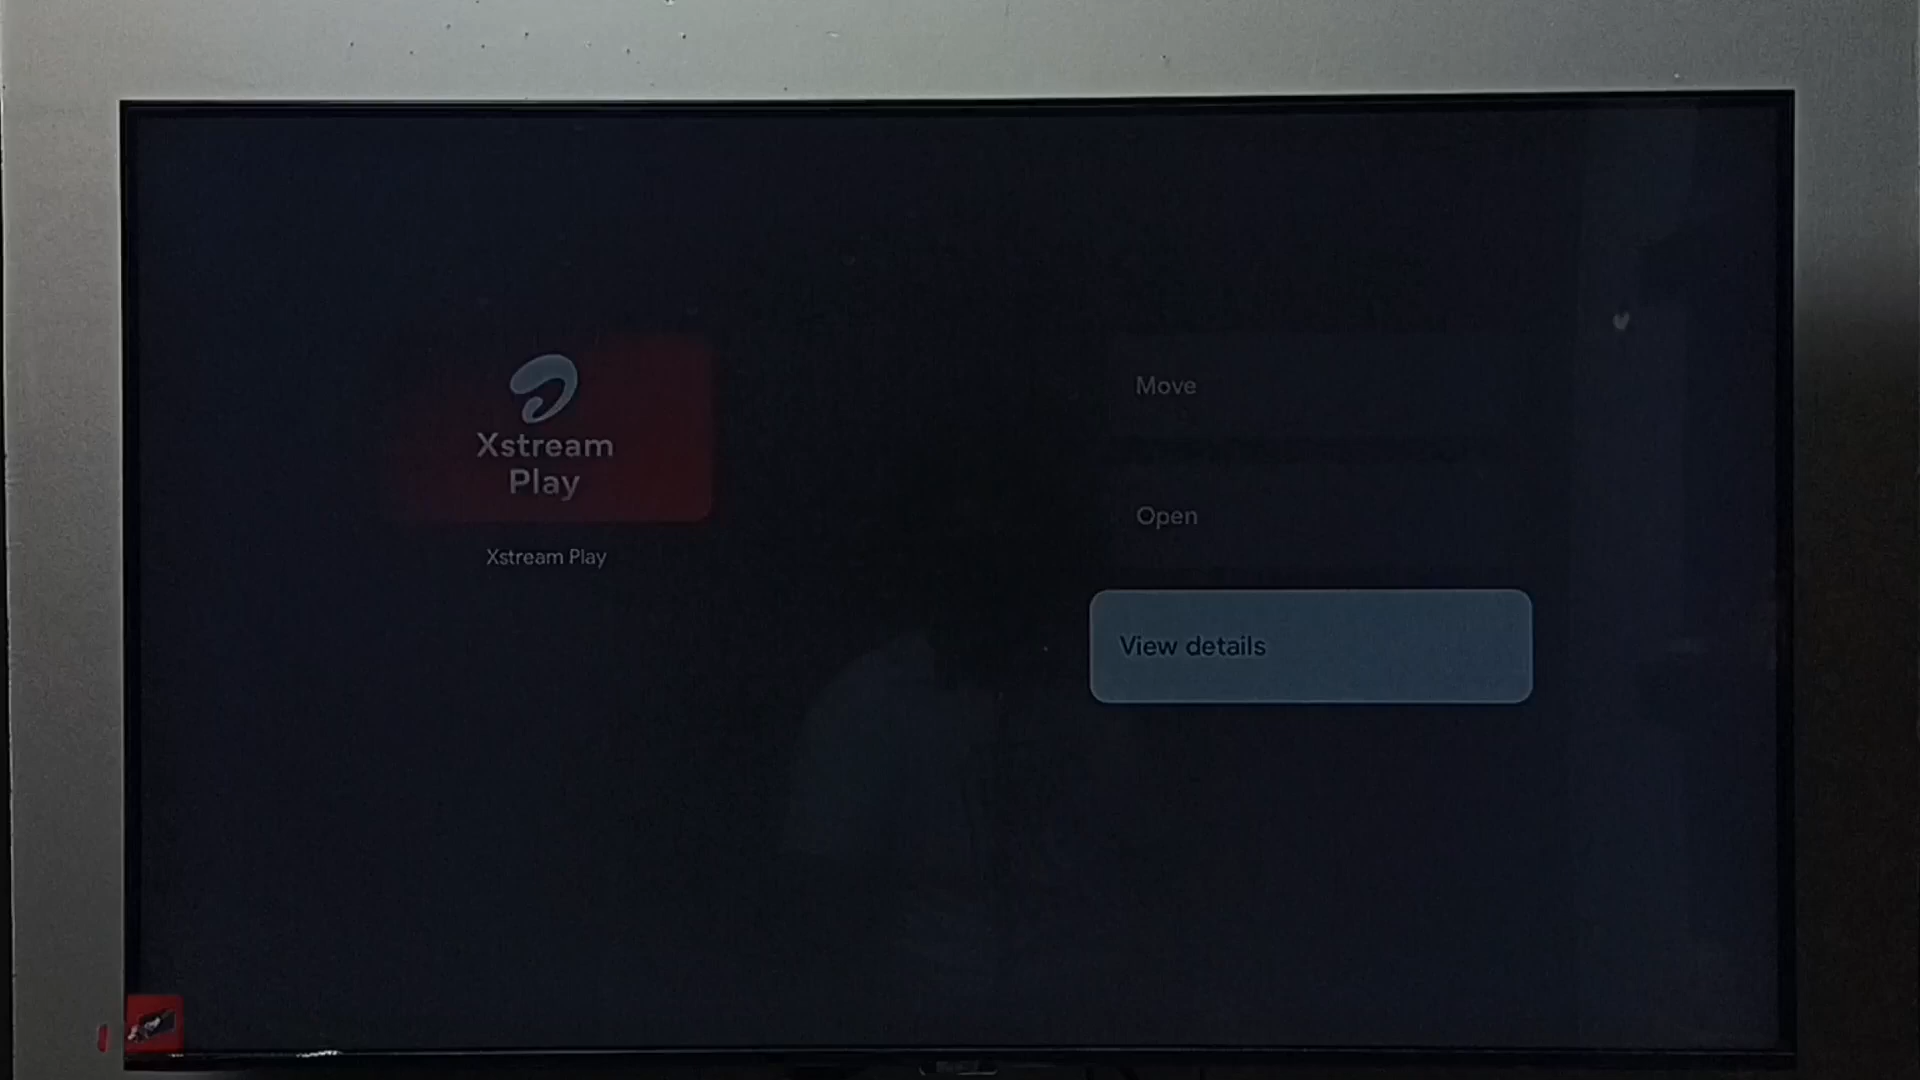 Xstream
Play
Xstream Play
Move
Open
View details